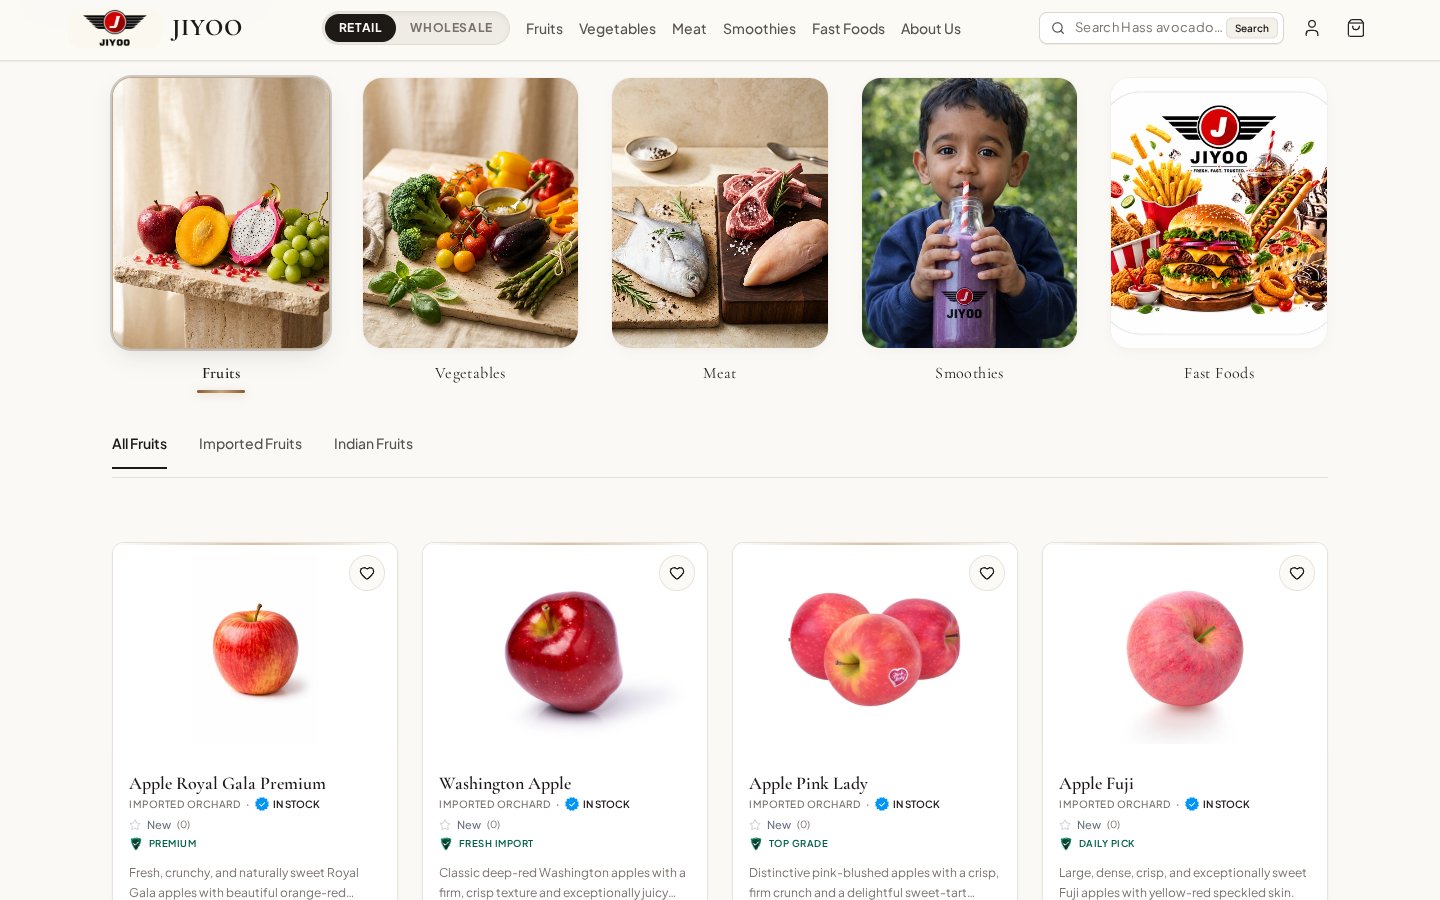 JIYOO
JIYOO
RETAIL
WHOLESALE
Fruits
Vegetables
Meat
Smoothies
Fast Foods
About Us
Search Hass avocado...
Search
J
JIYOO
FRESH. FAST. TRUSTED.
JIYOO
Fruits
Vegetables
Meat
Smoothies
Fast Foods
All Fruits
Imported Fruits
Indian Fruits
Apple Royal Gala Premium
IMPORTED ORCHARD · IN STOCK
New (0)
PREMIUM
Fresh, crunchy, and naturally sweet Royal
Gala apples with beautiful orange-red...
Washington Apple
IMPORTED ORCHARD · IN STOCK
New (0)
FRESH IMPORT
Classic deep-red Washington apples with a
firm, crisp texture and exceptionally juicy...
Pink Lady
Apple Pink Lady
IMPORTED ORCHARD · IN STOCK
New (0)
TOP GRADE
Distinctive pink-blushed apples with a crisp,
firm crunch and a delightful sweet-tart...
Apple Fuji
IMPORTED ORCHARD · IN STOCK
New (0)
DAILY PICK
Large, dense, crisp, and exceptionally sweet
Fuji apples with yellow-red speckled skin.